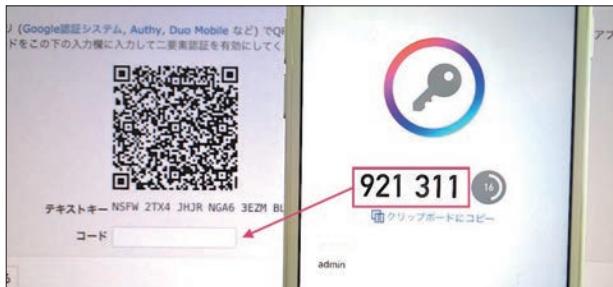 リ (Google認証システム, Authy, Duo Mobile など) でQR
ードをこの下の入力欄に入力して二要素認証を有効にしてく
テキストキー NSFW 2TX4 JHJR NGA6 3EZM BL
コード
921 311
16
クリップボードにコピー
admin
アプ